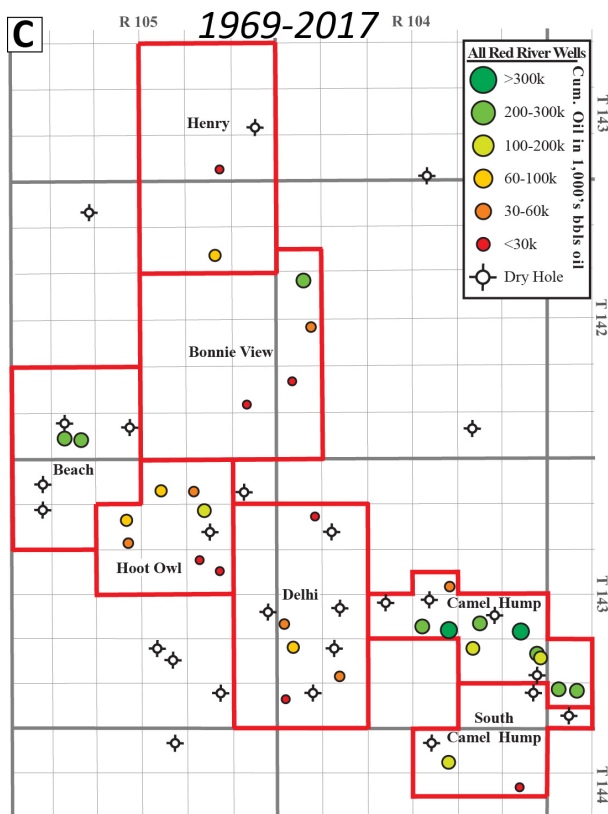 C
R 105
1969-2017
R 104
All Red River Wells
>300k
200-300k
100-200k
60-100k
30-60k
<30k
Dry Hole
Cum. Oil in 1,000's bbls oil
T 143
Henry
T 142
Bonnie View
Beach
Hoot Owl
Delhi
T 143
Camel Hump
South
Camel Hump
T 144